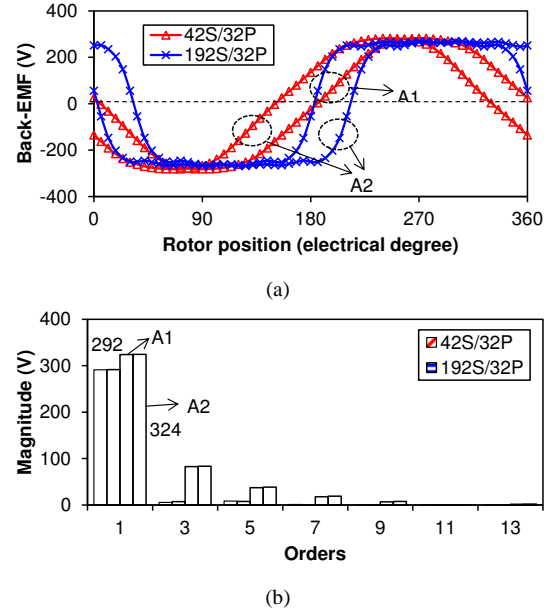 (a)
Back-EMF (V)
400
200
0
-200
-400
42S/32P
192S/32P
A1
A2
0
90
180
270
360
Rotor position (electrical degree)
(a)
Magnitude (V)
400
300
200
100
0
292
A1
A2
324
42S/32P
192S/32P
1
3
5
7
9
11
13
Orders
(b)